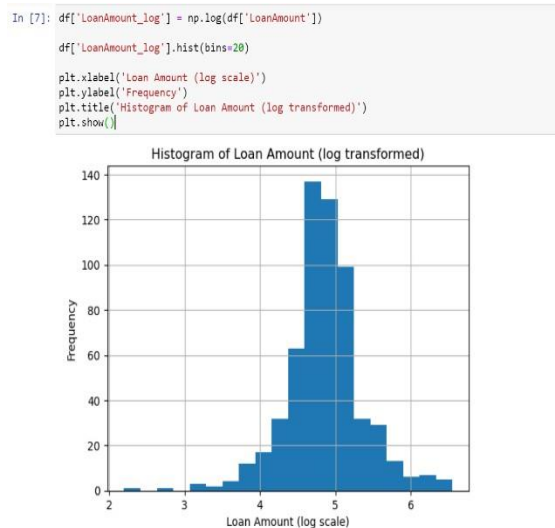 In [7]: df['LoanAmount_log'] = np.log(df['LoanAmount'])
df['LoanAmount_log'].hist(bins=20)
plt.xlabel('Loan Amount (log scale)')
plt.ylabel('Frequency')
plt.title('Histogram of Loan Amount (log transformed)')
plt.show()
Histogram of Loan Amount (log transformed)
140
120
100
80
60
40
20
0
Frequency
2 3 4 5 6
Loan Amount (log scale)